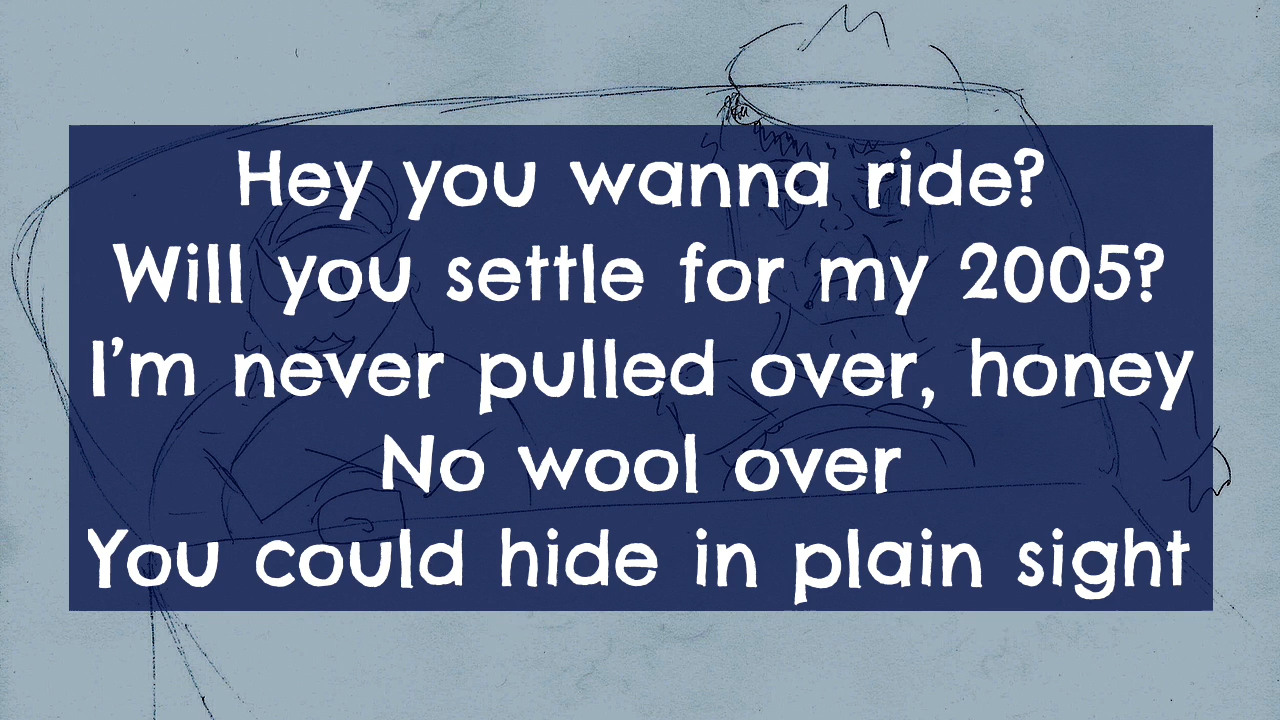 Hey you wanna ride?
Will you settle for my 2005?
I'm never pulled over, honey
No wool over
You could hide in plain sight